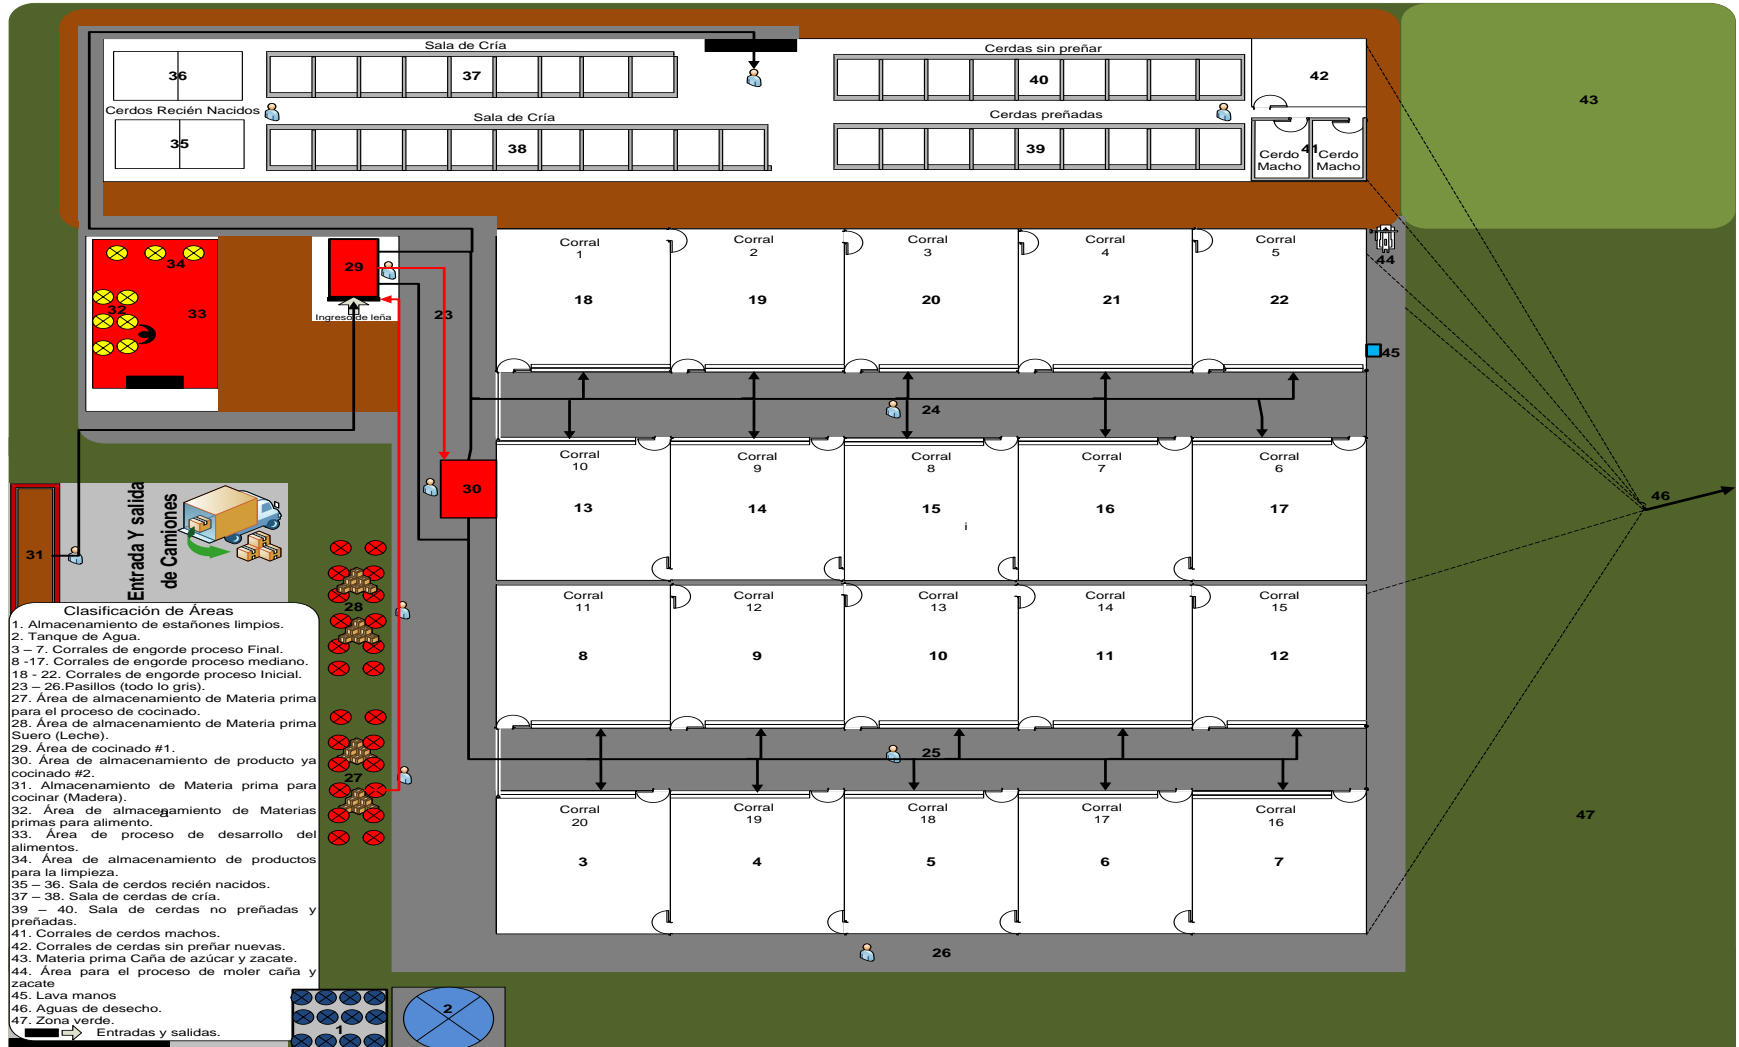 Sala de Cría
Cerdas sin preñar
36
37
40
42
43
Cerdos Recién Nacidos
Sala de Cría
Cerdas preñadas
35
38
39
41
Cerdo
Macho
Cerdo
Macho
34
32
33
29
Ingreso de leña
23
Corral
1
18
Corral
2
19
Corral
3
20
Corral
4
21
Corral
5
22
44
45
24
30
Corral
10
13
Corral
9
14
Corral
8
15
i
Corral
7
16
Corral
6
17
46
31
Entrada Y salida
de Camiones
28
Corral
11
8
Corral
12
9
Corral
13
10
Corral
14
11
Corral
15
12
25
27
Corral
20
3
Corral
19
4
Corral
18
5
Corral
17
6
Corral
16
7
47
26
Clasificación de Áreas
1. Almacenamiento de estañones limpios.
2. Tanque de Agua.
3 – 7. Corrales de engorde proceso Final.
8 -17. Corrales de engorde proceso mediano.
18 - 22. Corrales de engorde proceso Inicial.
23 – 26.Pasillos (todo lo gris).
27. Área de almacenamiento de Materia prima
para el proceso de cocinado.
28. Área de almacenamiento de Materia prima
Suero (Leche).
29. Área de cocinado #1.
30. Área de almacenamiento de producto ya
cocinado #2.
31. Almacenamiento de Materia prima para
cocinar (Madera).
32. Área de almacenamiento de Materias
primas para alimento.
33. Área de proceso de desarrollo del
alimentos.
34. Área de almacenamiento de productos
para la limpieza.
35 – 36. Sala de cerdos recién nacidos.
37 – 38. Sala de cerdas de cría.
39 – 40. Sala de cerdas no preñadas y
preñadas.
41. Corrales de cerdos machos.
42. Corrales de cerdas sin preñar nuevas.
43. Materia prima Caña de azúcar y zacate.
44. Área para el proceso de moler caña y
zacate
45. Lava manos
46. Aguas de desecho.
47. Zona verde.
Entradas y salidas.
1
2